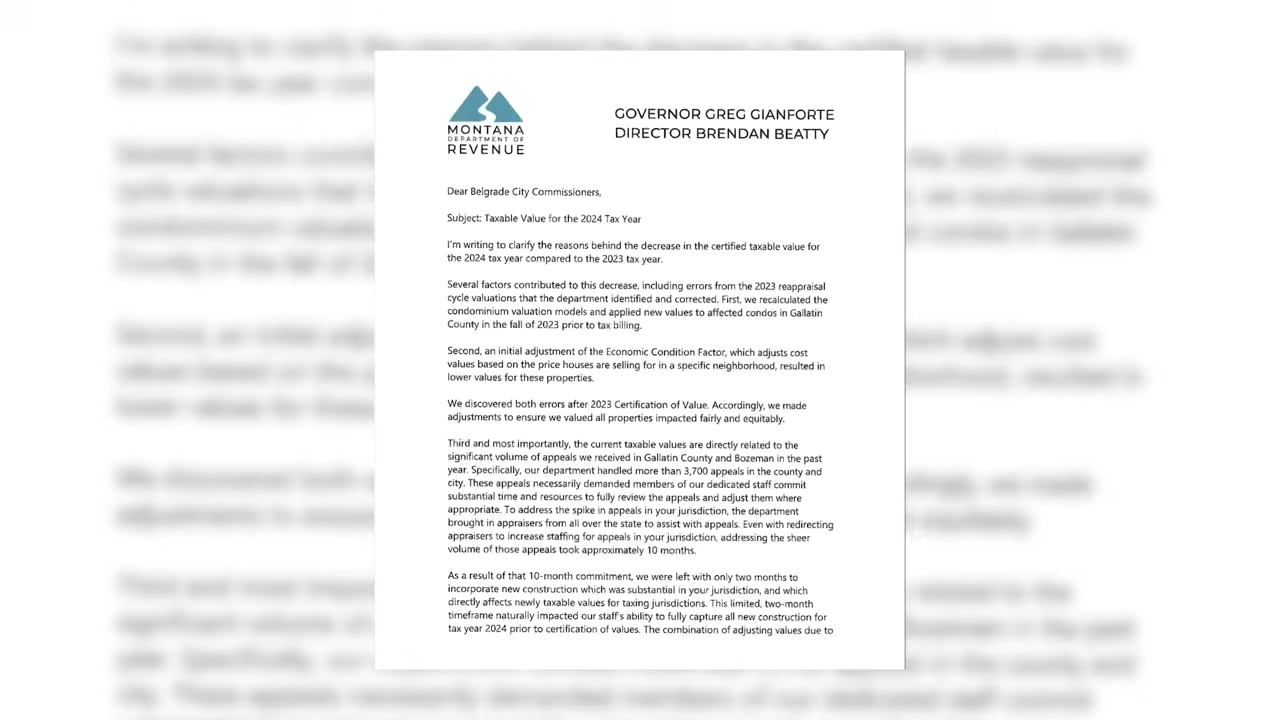 MONTANA
DEPARTMENT OF
REVENUE
GOVERNOR GREG GIANFORTE
DIRECTOR BRENDAN BEATTY
Dear Belgrade City Commissioners,
Subject: Taxable Value for the 2024 Tax Year
I'm writing to clarify the reasons behind the decrease in the certified taxable value for
the 2024 tax year compared to the 2023 tax year.
Several factors contributed to this decrease, including errors from the 2023 reappraisal
cycle valuations that the department identified and corrected. First, we recalculated the
condominium valuation models and applied new values to affected condos in Gallatin
County in the fall of 2023 prior to tax billing.
Second, an initial adjustment of the Economic Condition Factor, which adjusts cost
values based on the price houses are selling for in a specific neighborhood, resulted in
lower values for these properties.
We discovered both errors after 2023 Certification of Value. Accordingly, we made
adjustments to ensure we valued all properties impacted fairly and equitably.
Third and most importantly, the current taxable values are directly related to the
significant volume of appeals we received in Gallatin County and Bozeman in the past
year. Specifically, our department handled more than 3,700 appeals in the county and
city. These appeals necessarily demanded members of our dedicated staff commit
substantial time and resources to fully review the appeals and adjust them where
appropriate. To address the spike in appeals in your jurisdiction, the department
brought in appraisers from all over the state to assist with appeals. Even with redirecting
appraisers to increase staffing for appeals in your jurisdiction, addressing the sheer
volume of those appeals took approximately 10 months.
As a result of that 10-month commitment, we were left with only two months to
incorporate new construction which was substantial in your jurisdiction, and which
directly affects newly taxable values for taxing jurisdictions. This limited, two-month
timeframe naturally impacted our staff's ability to fully capture all new construction for
tax year 2024 prior to certification of values. The combination of adjusting values due to